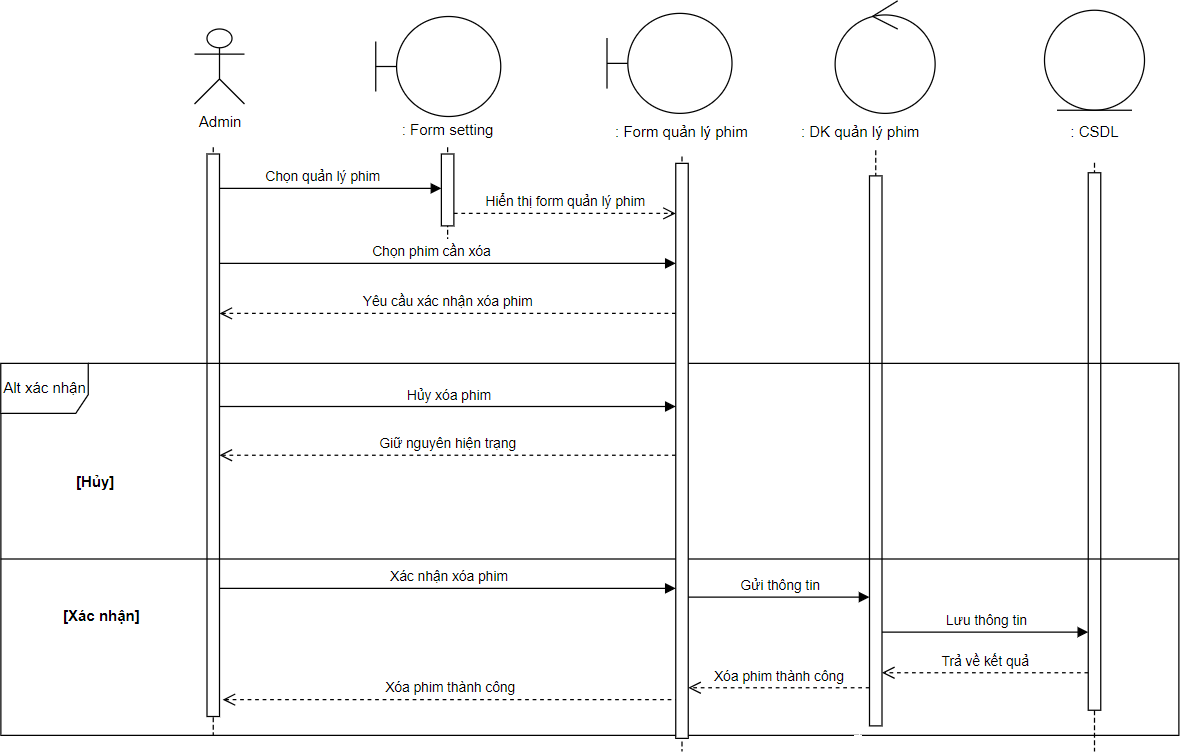 Admin
: Form setting
: Form quản lý phim
: DK quản lý phim
: CSDL
Chọn quản lý phim
Hiển thị form quản lý phim
Chọn phim cần xóa
Yêu cầu xác nhận xóa phim
Alt xác nhận
Hủy xóa phim
Giữ nguyên hiện trạng
[Hủy]
Xác nhận xóa phim
Gửi thông tin
[Xác nhận]
Lưu thông tin
Trả về kết quả
Xóa phim thành công
Xóa phim thành công